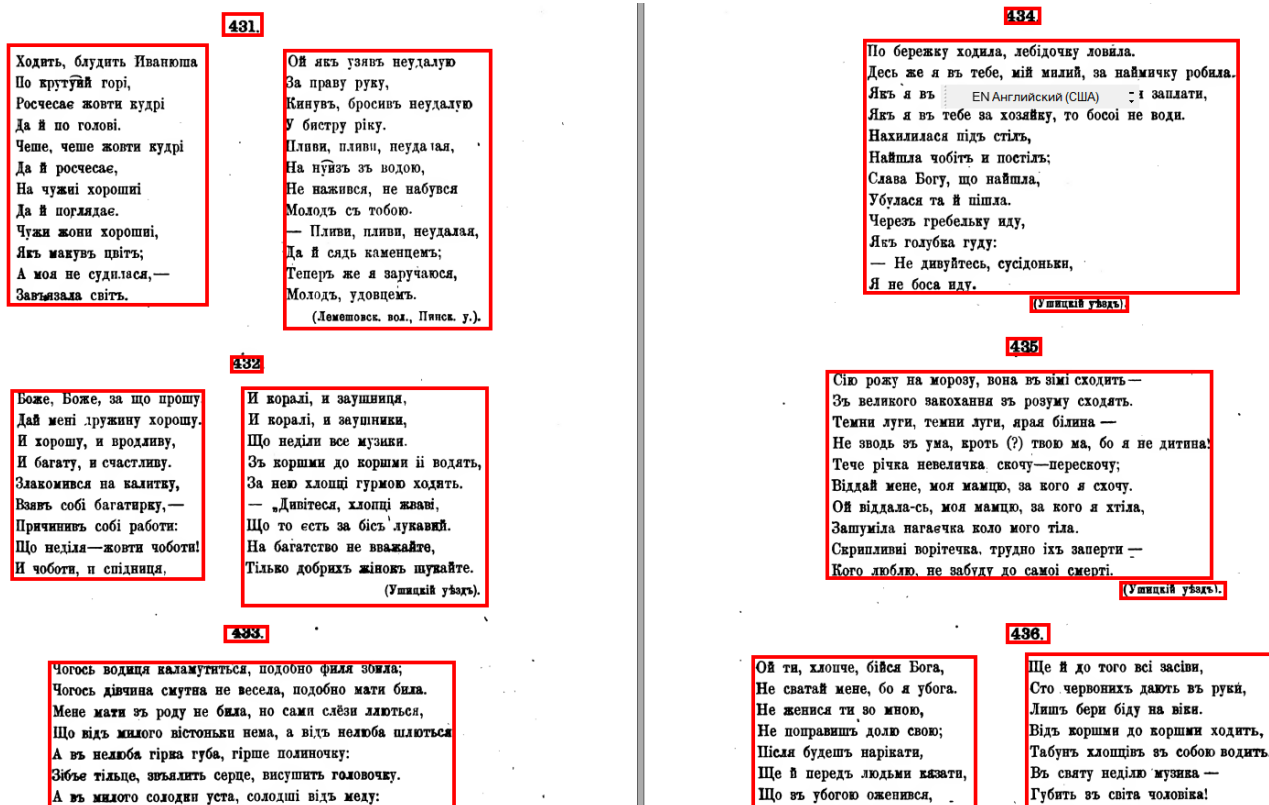 431.
Ходить, блудить Иванюша
По крутуий горі,
Росчесає жовти кудрі
Да й по голові.
Чеше, чеше жовти кудрі
Да й росчесає,
На чужиі хорошиі
Да й поглядає.
Чужи жони хорошиі,
Якъ макувъ цвітъ;
А моя не судилася,—
Завъязала світъ.
Ой якъ узявъ неудалую
За праву руку,
Кинувъ, бросивъ неудалую
У бистру ріку.
Пливи, пливи, неудалая,
На нуизъ зъ водою,
Не нажився, не набувся
Молодъ съ тобою.
— Пливи, пливи, неудалая,
Да й сядь каменцемъ;
Теперъ же я заручаюся,
Молодъ, удовцемъ.
(Лемешовск. вол., Пинск. у.).
432
Боже, Боже, за що прошу
Дай мені дружину хорошу.
И хорошу, и вродливу,
И багату, и счастливу.
Злакомився на калитку,
Взявъ собі багатирку,—
Причинивъ собі работи:
Що неділя—жовти чоботи!
И чоботи, и спідниця,
И коралі, и заушниця,
И коралі, и заушники,
Що неділи все музики.
Зъ коршми до коршми іі водять,
За нею хлопці гурмою ходять.
— „Дивітеся, хлопці жваві,
Що то єсть за бісъ лукавий.
На багатство не вважайте,
Тілько добрихъ жінокъ шукайте.
(Ушицкій уѣздъ).
433.
Чогось водиця каламутиться, подобно филя збила;
Чогось дівчина смутна не весела, подобно мати била.
Мене мати зъ роду не била, но сами слёзи ллються,
Що відъ милого вістоньки нема, а відъ нелюба шлються
А въ нелюба гірка губа, гірше полиночку:
Зібъе тільце, звъялить серце, висушить головочку.
А въ милого солодки уста, солодші відъ меду:
434.
По бережку ходила, лебідочку ловила.
Десь же я въ тебе, мій милий, за наймичку робила.
Якъ я въ EN Английский (США) заплати,
Якъ я въ тебе за хозяйку, то босоі не води.
Нахилилася підъ стілъ,
Найшла чобітъ и постілъ;
Слава Богу, що найшла,
Убулася та й пішла.
Черезъ гребельку иду,
Якъ голубка гуду:
— Не дивуйтесь, сусідоньки,
Я не боса иду.
(Ушицкій уѣздъ).
435
Сію рожу на морозу, вона въ зімі сходить—
Зъ великого закохання зъ розуму сходять.
Темни луги, темни луги, ярая білина —
Не зводь зъ ума, кроть (?) твою ма, бо я не дитина!
Тече річка невеличка скочу—перескочу;
Віддай мене, моя мамцю, за кого я схочу.
Ой віддала-сь, моя мамцю, за кого я хтіла,
Зашуміла нагаєчка коло мого тіла.
Скрипливиі ворітечка, трудно іхъ заперти —
Кого люблю, не забуду до самоі смерті.
(Ушицкій уѣздъ).
436.
Ой ти, хлопче, бійся Бога,
Не сватай мене, бо я убога.
Не женися ти зо мною,
Не поправишъ долю свою;
Після будешъ нарікати,
Ще й передъ людьми казати,
Що зъ убогою оженився,
Ще й до того всі засіви,
Сто червонихъ дають въ руки,
Лишъ бери біду на віки.
Відъ коршми до коршми ходить,
Табунъ хлопцівъ зъ собою водить
Въ святу неділю музика —
Губить зъ світа чоловіка!